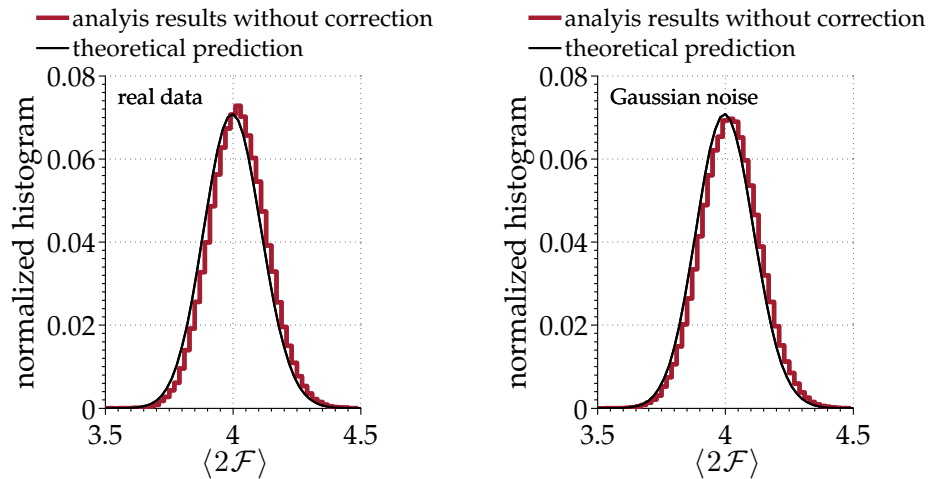 analyis results without correction
theoretical prediction
0.08
0.06
0.04
0.02
0
normalized histogram
real data
3.5 4 4.5
⟨2ℱ⟩
analyis results without correction
theoretical prediction
0.08
0.06
0.04
0.02
0
normalized histogram
Gaussian noise
3.5 4 4.5
⟨2ℱ⟩